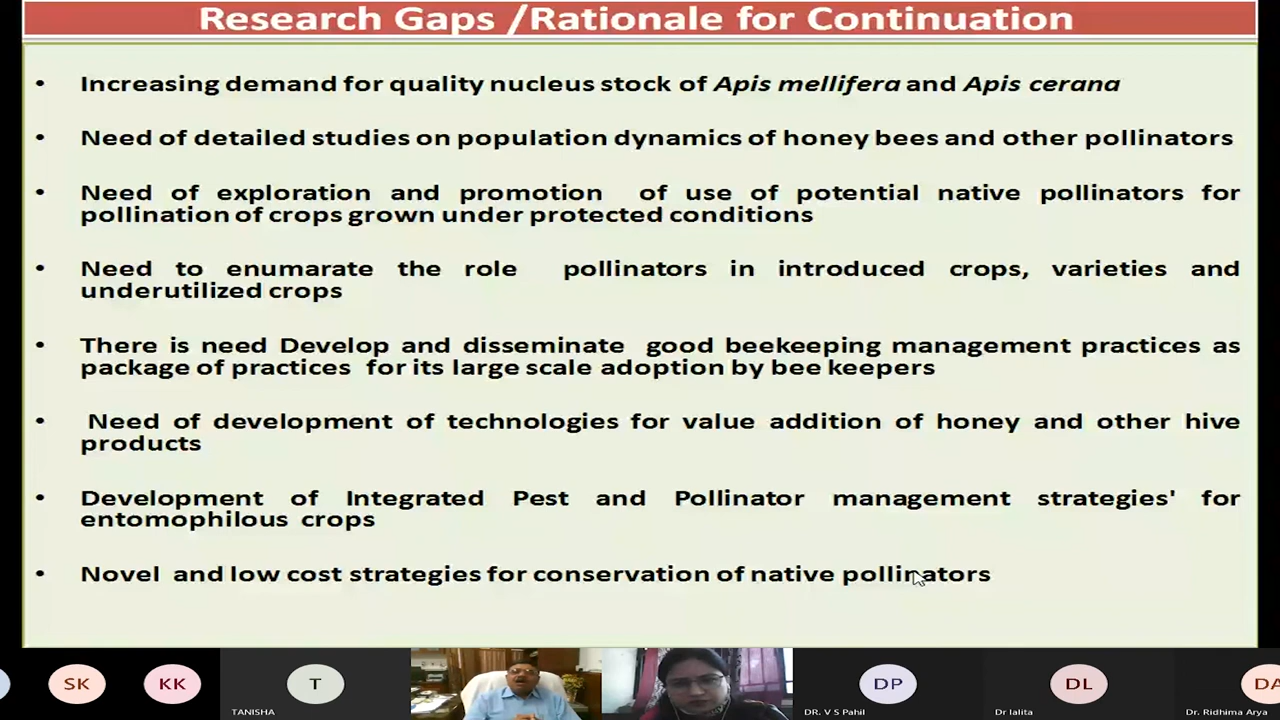 Research Gaps /Rationale for Continuation
• Increasing demand for quality nucleus stock of Apis mellifera and Apis cerana
• Need of detailed studies on population dynamics of honey bees and other pollinators
• Need of exploration and promotion of use of potential native pollinators for
pollination of crops grown under protected conditions
• Need to enumarate the role pollinators in introduced crops, varieties and
underutilized crops
• There is need Develop and disseminate good beekeeping management practices as
package of practices for its large scale adoption by bee keepers
• Need of development of technologies for value addition of honey and other hive
products
• Development of Integrated Pest and Pollinator management strategies' for
entomophilous crops
• Novel and low cost strategies for conservation of native pollinators
SK KK T DP DL DA
TANISHA DR. V S Pahil Dr lalita Dr. Ridhima Arya